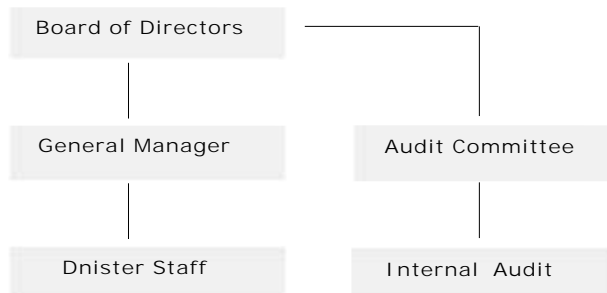 Board of Directors
General Manager
Audit Committee
Dnister Staff
Internal Audit